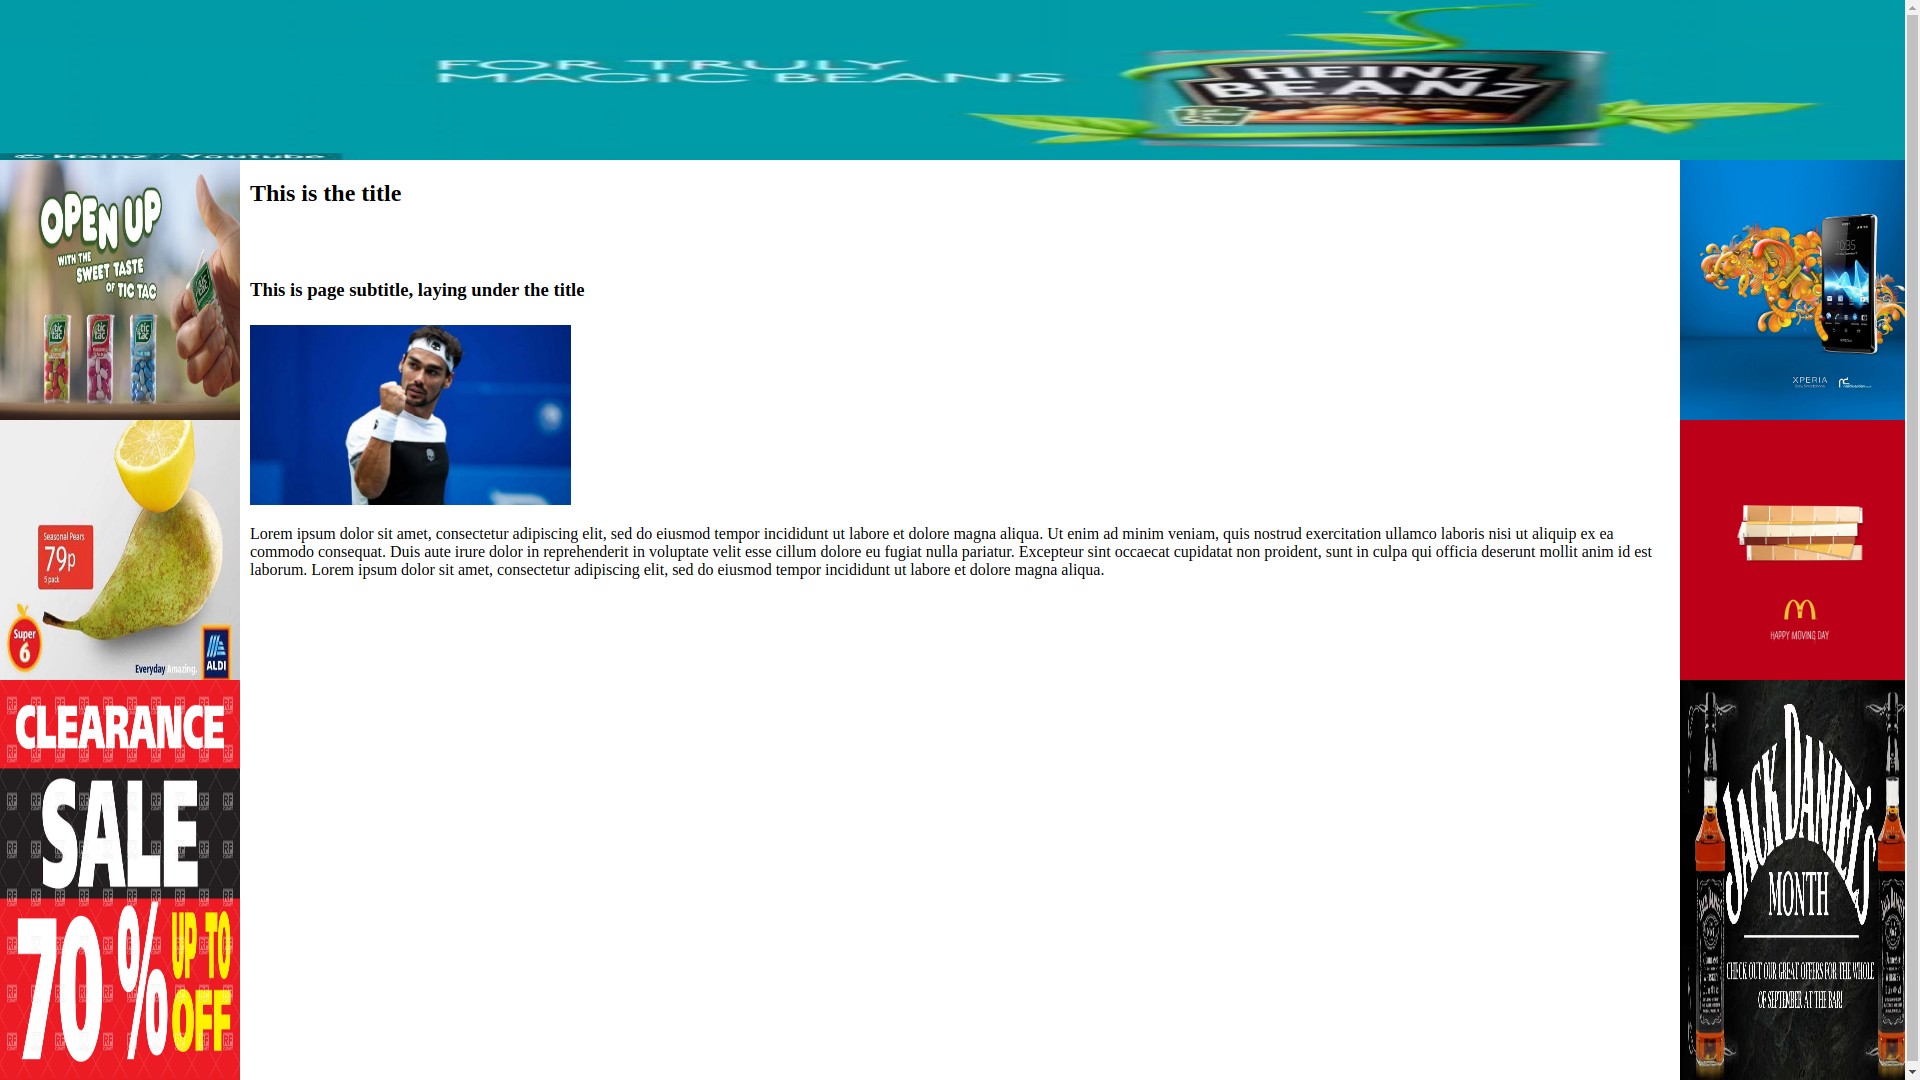 FOR TRULY
MAGIC BEANS
HEINZ
BEANZ
© Heinz / Youtube
OPEN UP
WITH THE
SWEET TASTE
OF TIC TAC
tic tac
tic tac
tic tac
Seasonal Pears
79p
5 pack
Super
6
Everyday Amazing.
ALDI
CLEARANCE
SALE
70% UP TO
OFF
This is the title
This is page subtitle, laying under the title
Lorem ipsum dolor sit amet, consectetur adipiscing elit, sed do eiusmod tempor incididunt ut labore et dolore magna aliqua. Ut enim ad minim veniam, quis nostrud exercitation ullamco laboris nisi ut aliquip ex ea
commodo consequat. Duis aute irure dolor in reprehenderit in voluptate velit esse cillum dolore eu fugiat nulla pariatur. Excepteur sint occaecat cupidatat non proident, sunt in culpa qui officia deserunt mollit anim id est
laborum. Lorem ipsum dolor sit amet, consectetur adipiscing elit, sed do eiusmod tempor incididunt ut labore et dolore magna aliqua.
10:35
XPERIA
HAPPY MOVING DAY
JACK DANIEL'S
MONTH
CHECK OUT OUR GREAT OFFERS FOR THE WHOLE
OF SEPTEMBER AT THE BAR!